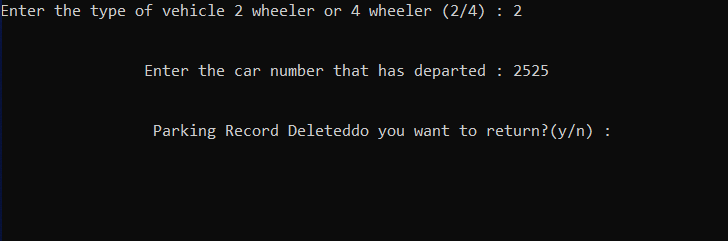 Enter the type of vehicle 2 wheeler or 4 wheeler (2/4) : 2
Enter the car number that has departed : 2525
Parking Record Deleteddo you want to return?(y/n) :